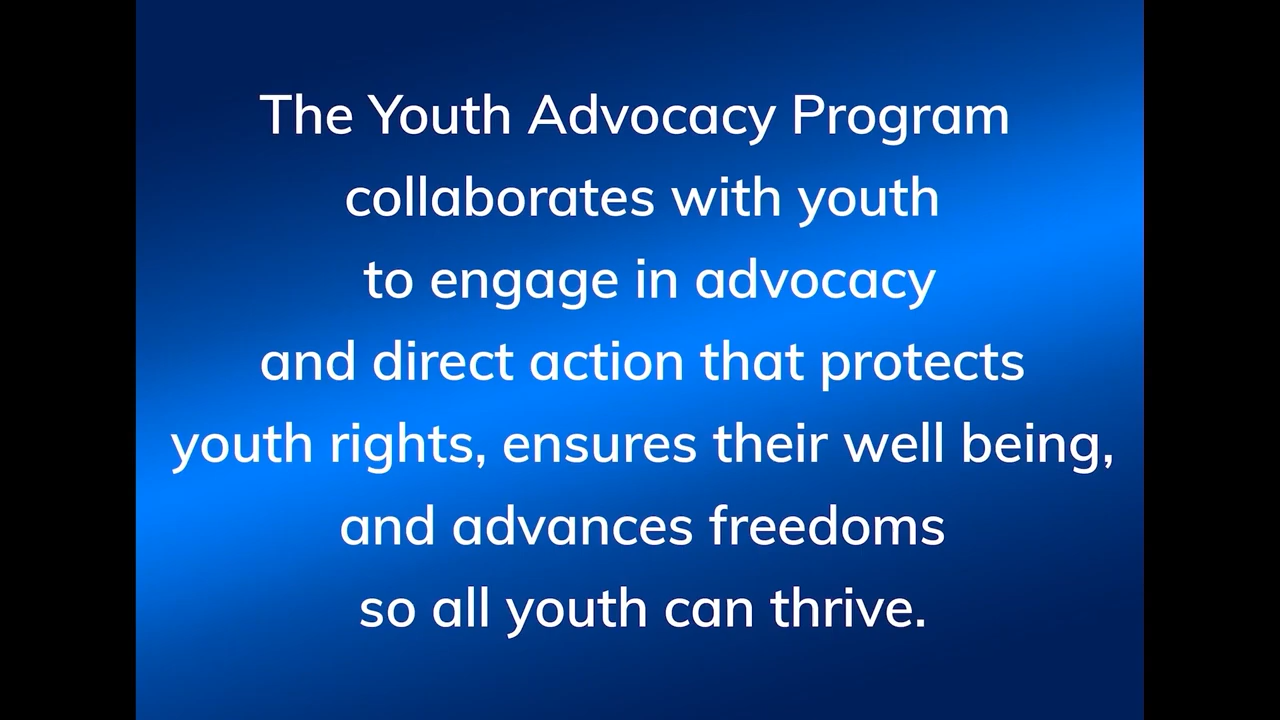 The Youth Advocacy Program
collaborates with youth
to engage in advocacy
and direct action that protects
youth rights, ensures their well being,
and advances freedoms
so all youth can thrive.